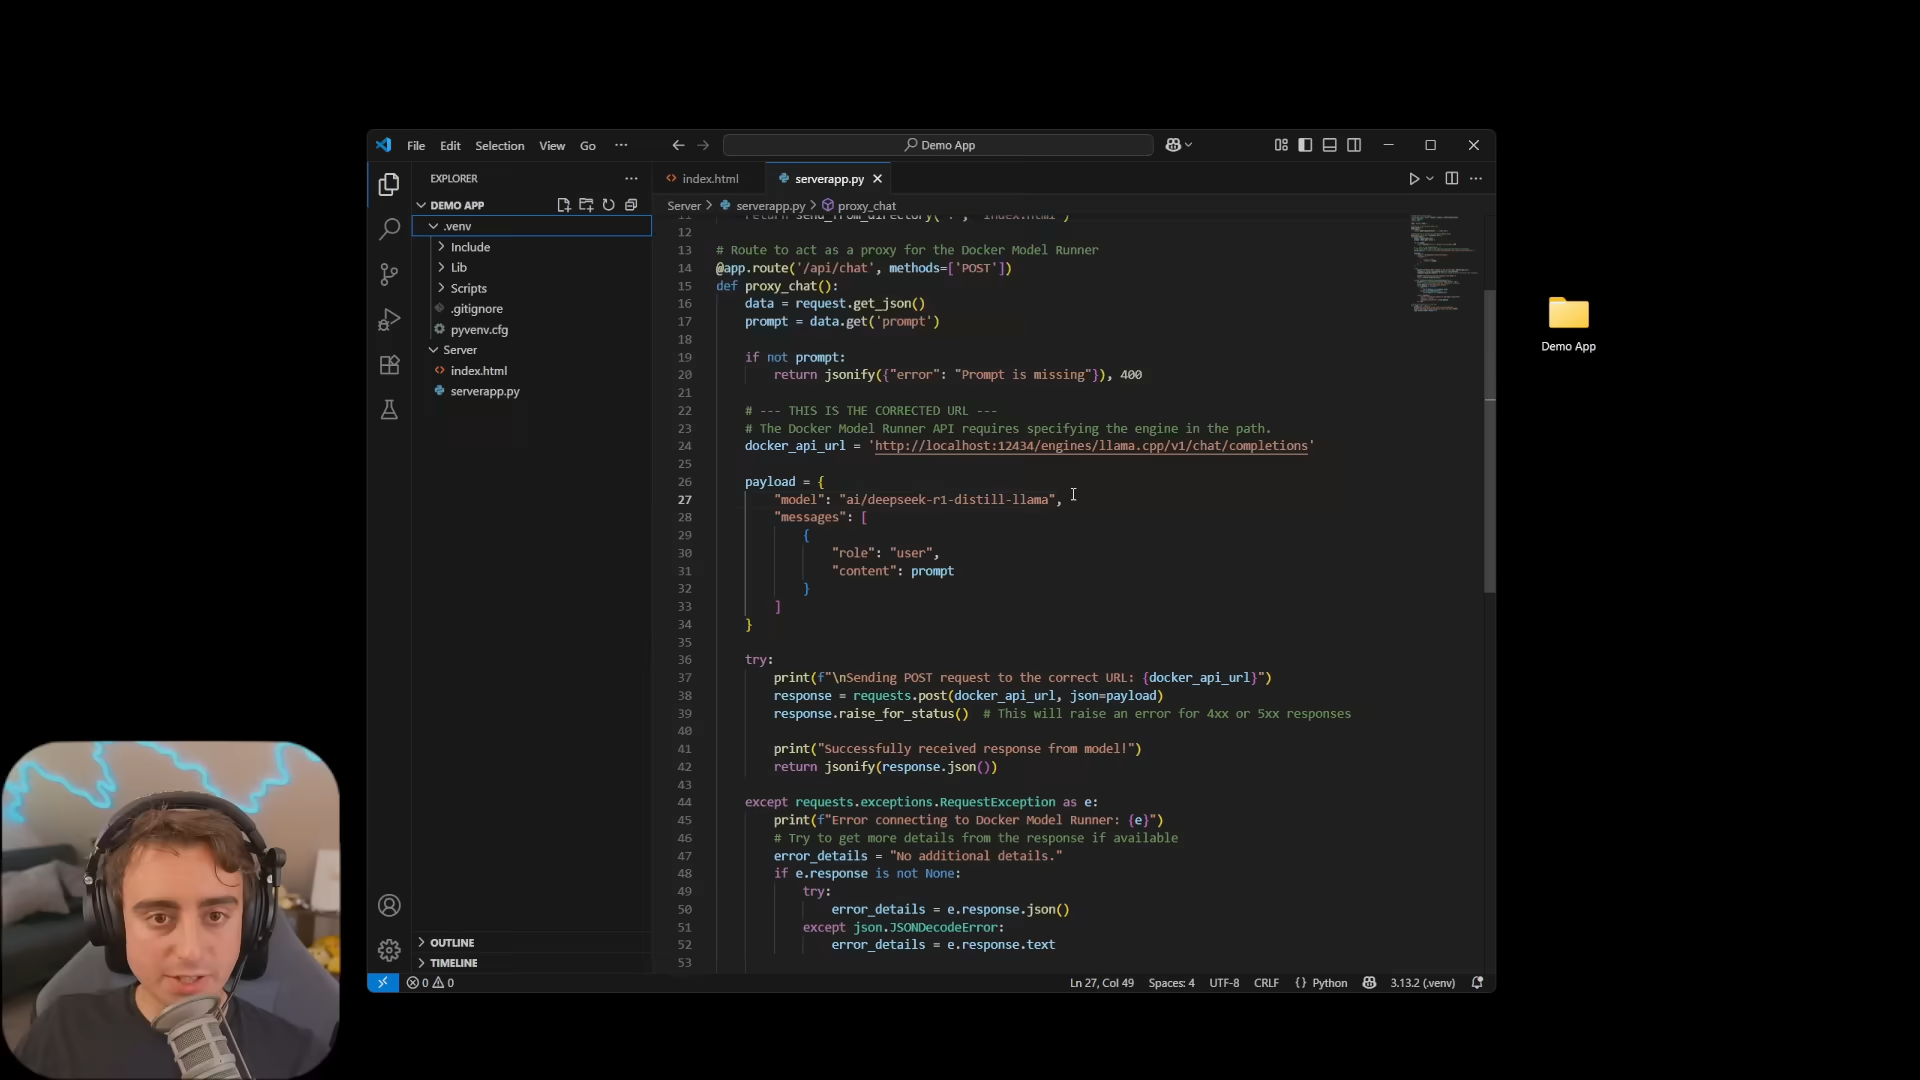 File Edit Selection View Go ···
Demo App
EXPLORER
index.html
serverapp.py
DEMO APP
Server > serverapp.py > proxy_chat
.venv
Include
Lib
Scripts
.gitignore
pyvenv.cfg
Server
index.html
serverapp.py
11 return send_from_directory('.', 'index.html')
12
13 # Route to act as a proxy for the Docker Model Runner
14 @app.route('/api/chat', methods=['POST'])
15 def proxy_chat():
16 data = request.get_json()
17 prompt = data.get('prompt')
18
19 if not prompt:
20 return jsonify({"error": "Prompt is missing"}), 400
21
22 # --- THIS IS THE CORRECTED URL ---
23 # The Docker Model Runner API requires specifying the engine in the path.
24 docker_api_url = 'http://localhost:12434/engines/llama.cpp/v1/chat/completions'
25
26 payload = {
27 "model": "ai/deepseek-r1-distill-llama",
28 "messages": [
29 {
30 "role": "user",
31 "content": prompt
32 }
33 ]
34 }
35
36 try:
37 print(f"\nSending POST request to the correct URL: {docker_api_url}")
38 response = requests.post(docker_api_url, json=payload)
39 response.raise_for_status() # This will raise an error for 4xx or 5xx responses
40
41 print("Successfully received response from model!")
42 return jsonify(response.json())
43
44 except requests.exceptions.RequestException as e:
45 print(f"Error connecting to Docker Model Runner: {e}")
46 # Try to get more details from the response if available
47 error_details = "No additional details."
48 if e.response is not None:
49 try:
50 error_details = e.response.json()
51 except json.JSONDecodeError:
52 error_details = e.response.text
53
OUTLINE
TIMELINE
0 0
Ln 27, Col 49 Spaces: 4 UTF-8 CRLF {} Python 3.13.2 (.venv)
Demo App